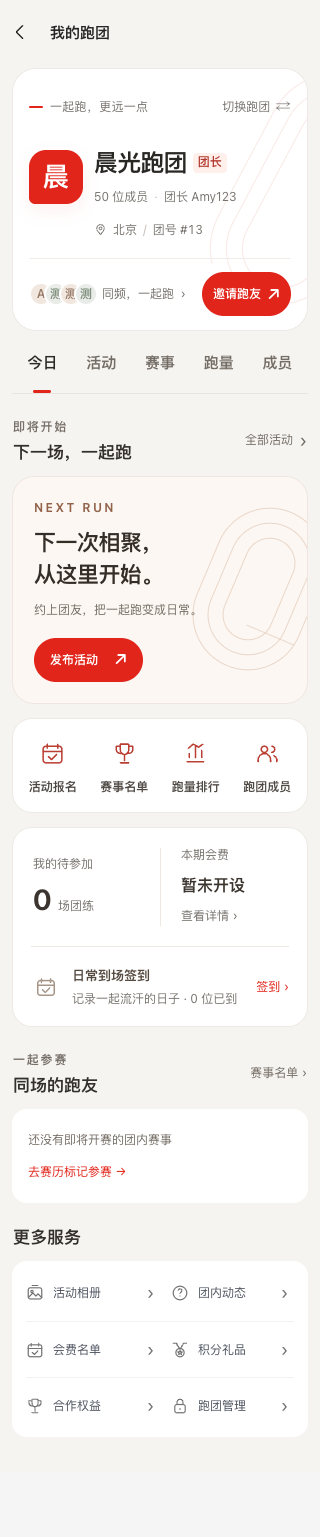 我的跑团
一起跑，更远一点
切换跑团
晨
晨光跑团 团长
50 位成员 · 团长 Amy123
北京 / 团号 #13
A 测 测 测 同频，一起跑 ›
邀请跑友
今日 活动 赛事 跑量 成员
即将开始
下一场，一起跑
全部活动 ›
NEXT RUN
下一次相聚，
从这里开始。
约上团友，把一起跑变成日常。
发布活动
活动报名 赛事名单 跑量排行 跑团成员
我的待参加
0 场团练
本期会费
暂未开设
查看详情 ›
日常到场签到
记录一起流汗的日子 · 0 位已到
签到 ›
一起参赛
同场的跑友
赛事名单 ›
还没有即将开赛的团内赛事
去赛历标记参赛 →
更多服务
活动相册 › 团内动态 ›
会费名单 › 积分礼品 ›
合作权益 › 跑团管理 ›